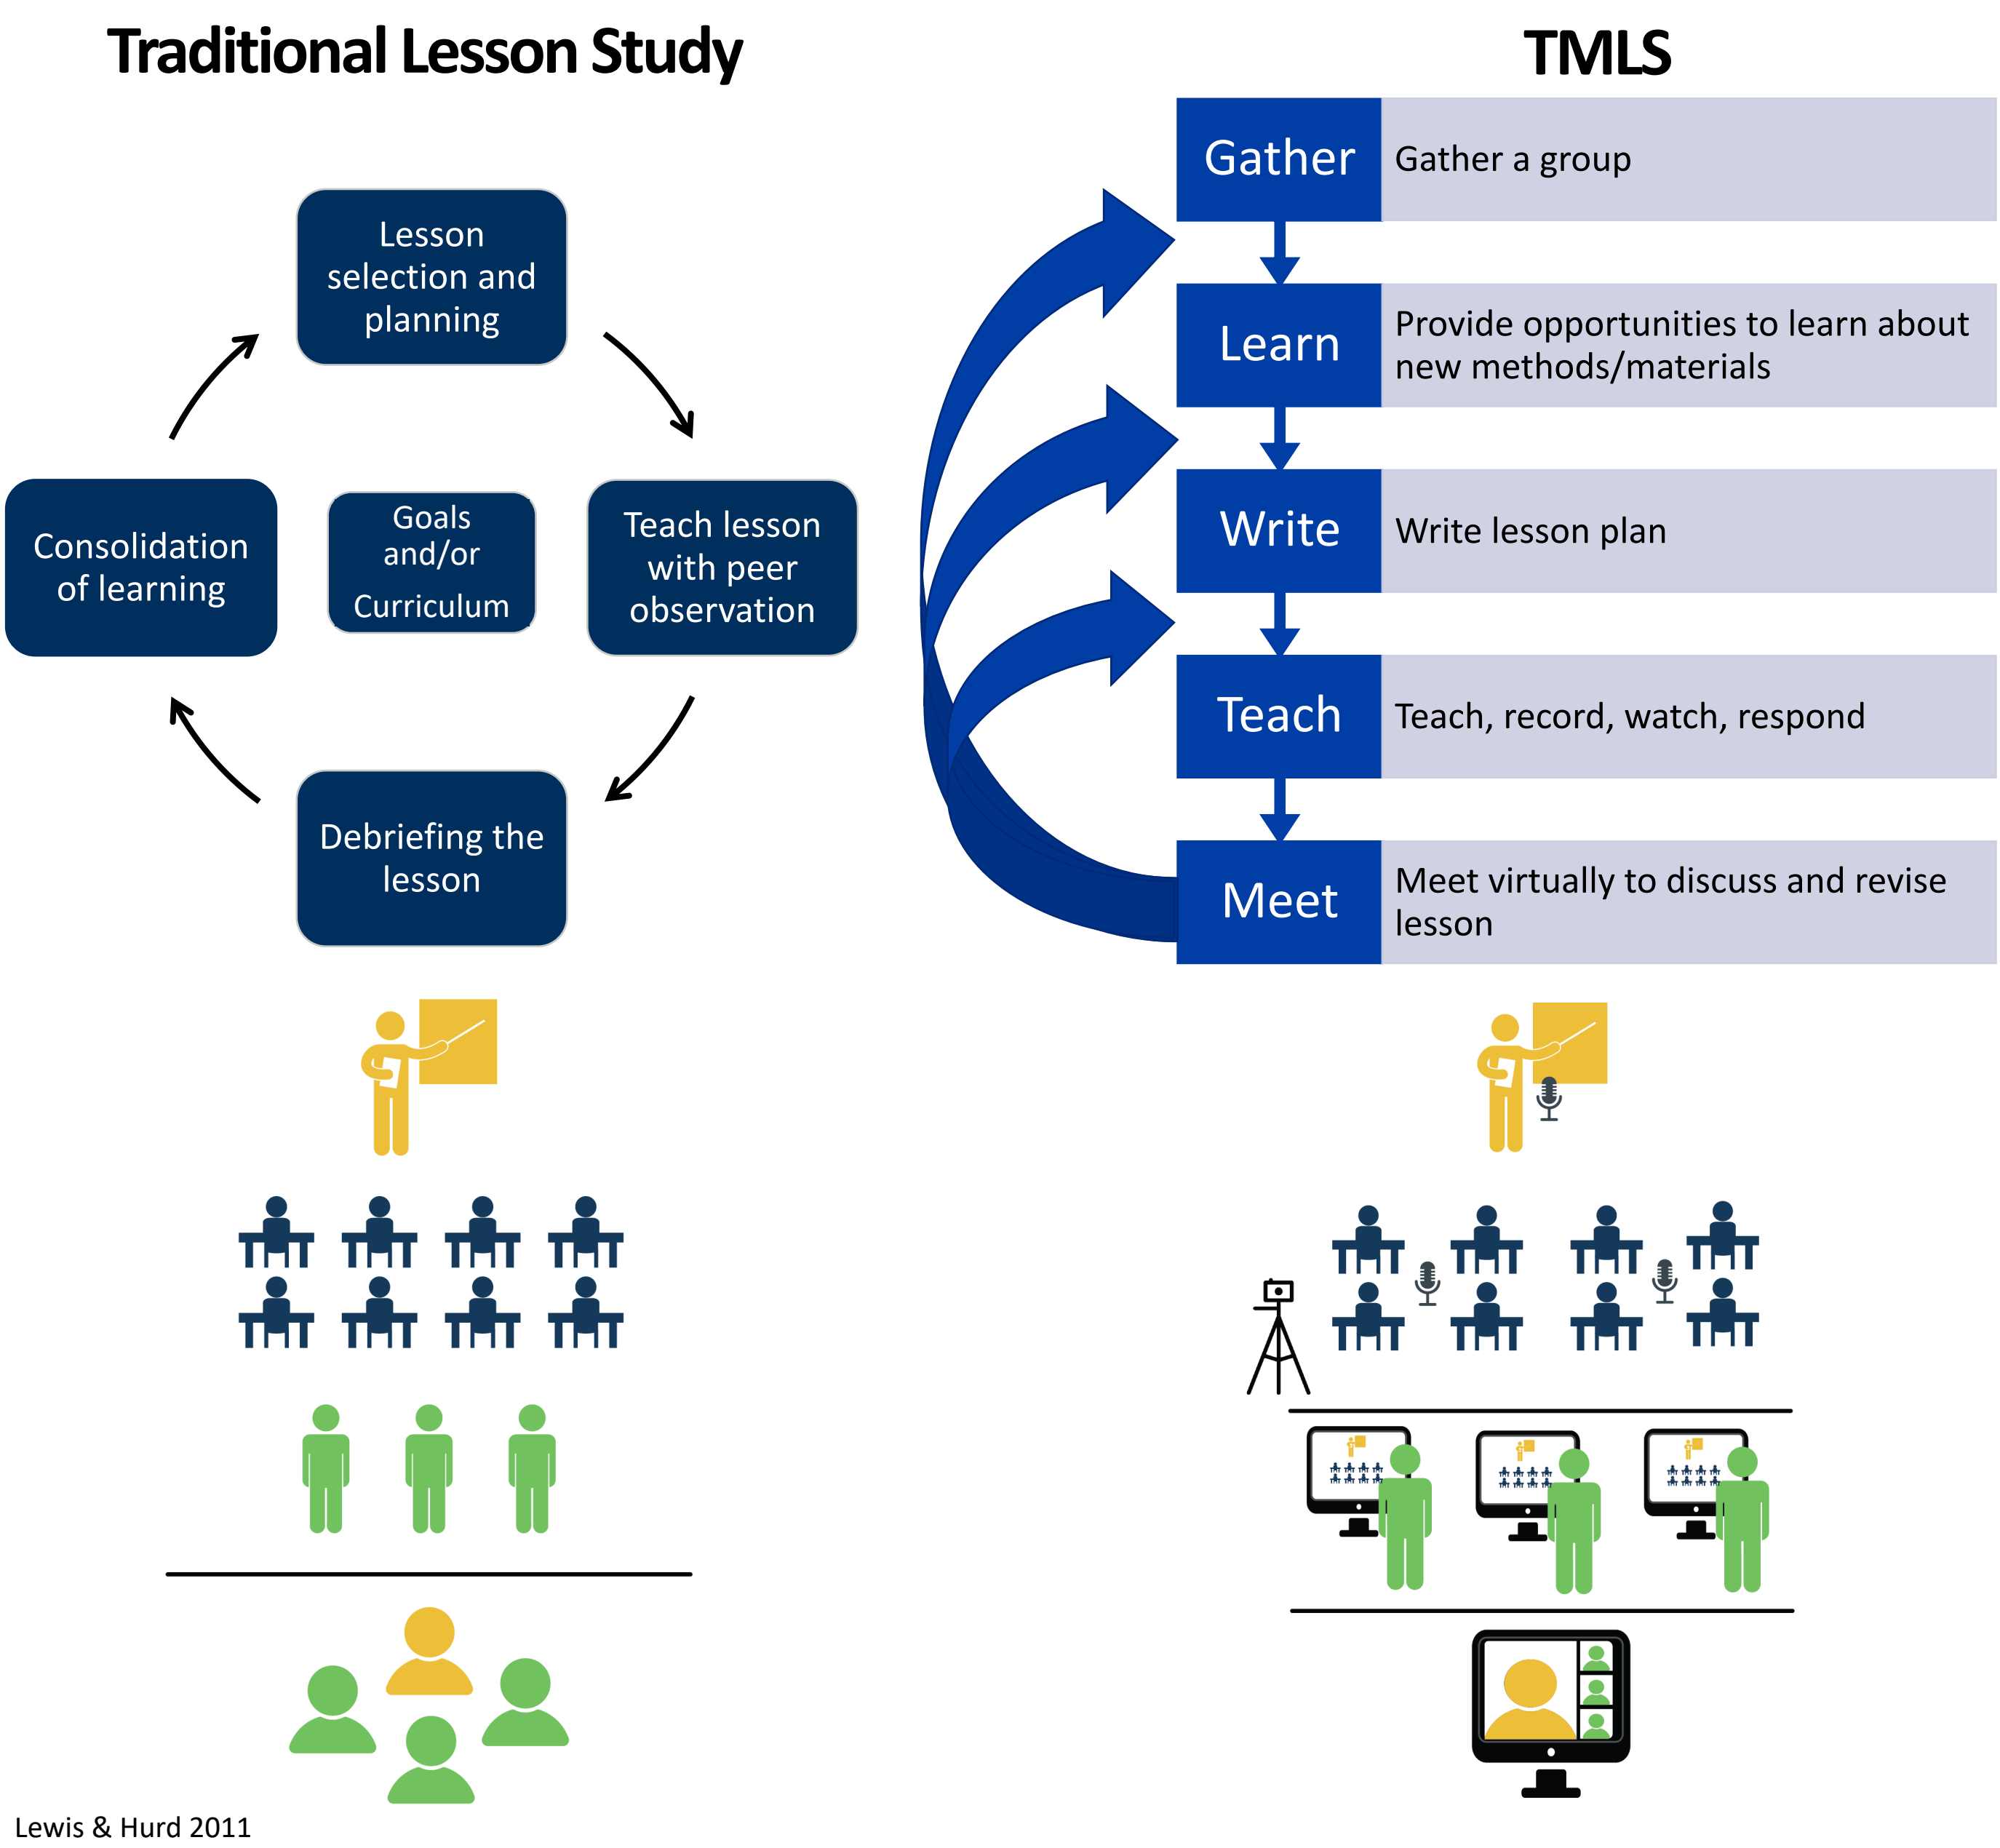 Traditional Lesson Study
Lesson
selection and
planning
Teach lesson
with peer
observation
Debriefing the
lesson
Consolidation
of learning
Goals
and/or
Curriculum
Lewis & Hurd 2011
TMLS
Gather
Gather a group
Learn
Provide opportunities to learn about
new methods/materials
Write
Write lesson plan
Teach
Teach, record, watch, respond
Meet
Meet virtually to discuss and revise
lesson